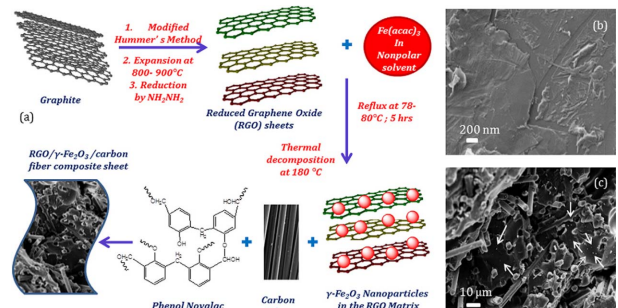 1. Modified
Hummer' s Method
2. Expansion at
800- 900°C
3. Reduction
by NH2NH2
Graphite
(a)
Reduced Graphene Oxide
(RGO) sheets
+
Fe(acac)3
In
Nonpolar
solvent
Reflux at 78-
80°C ; 5 hrs
Thermal
decomposition
at 180 °C
RGO/γ-Fe2O3/carbon
fiber composite sheet
OH
+
+
Phenol Novalac
Carbon
γ-Fe2O3 Nanoparticles
in the RGO Matrix
(b)
200 nm
(c)
10 μm